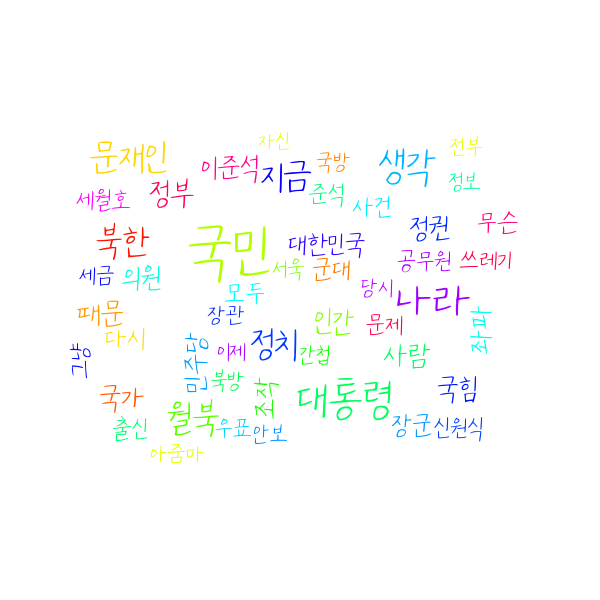 자신
문재인 이준석 지금 국방 생각 전부
세월호 정부 준석 사건 정보
북한 국민 대한민국 정권 무슨
세금 의원 서욱 군대 공무원 쓰레기
모두 당시 나라
때문 장관 인간 문제 좌파
다시 이제 정치 간첩 사람
그냥 민주당 북방 조작
국가 대통령 국힘
출신 월북 우표 안보 장군 신원식
아줌마